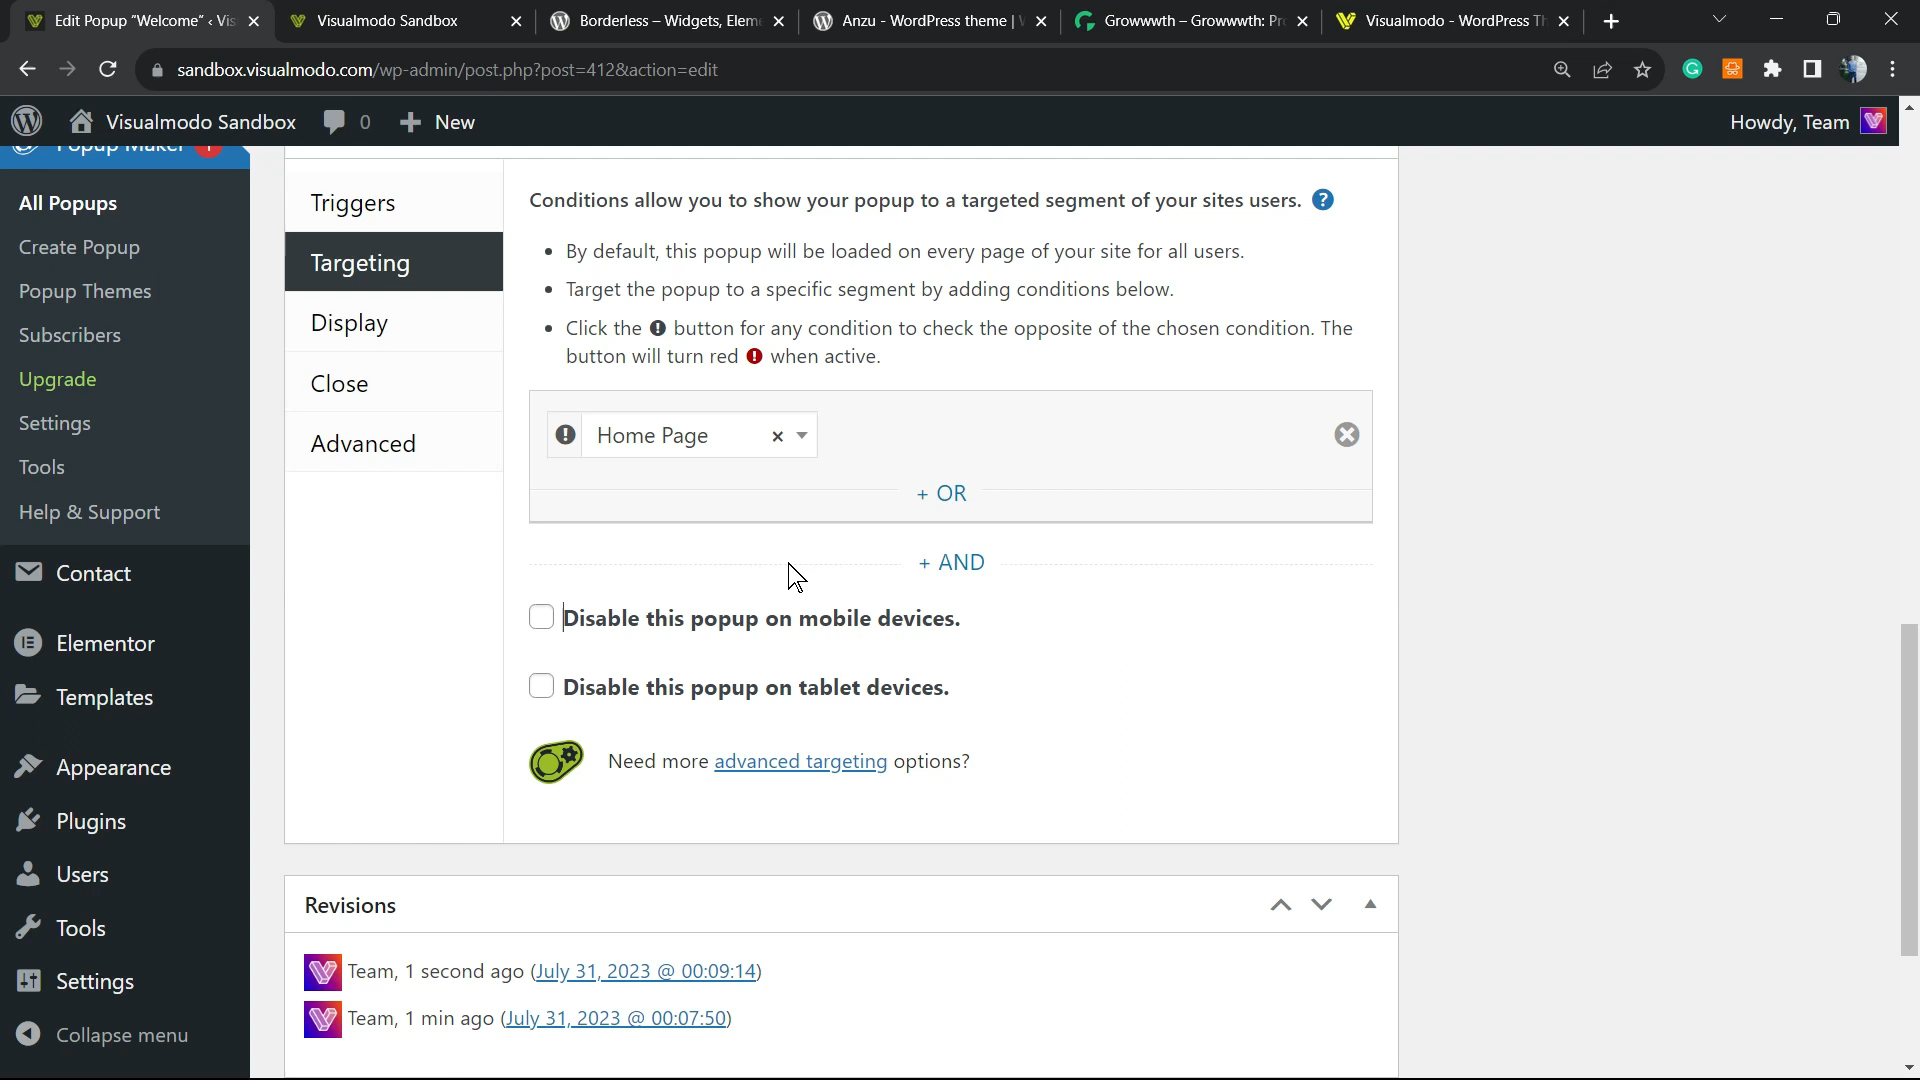 Edit Popup "Welcome" ‹ Vis
Visualmodo Sandbox
Borderless – Widgets, Eleme
Anzu - WordPress theme |
Growwwth – Growwwth: Pr
Visualmodo - WordPress Th
sandbox.visualmodo.com/wp-admin/post.php?post=412&action=edit
Visualmodo Sandbox
0
New
Howdy, Team
Popup Maker 1
All Popups
Create Popup
Popup Themes
Subscribers
Upgrade
Settings
Tools
Help & Support
Contact
Elementor
Templates
Appearance
Plugins
Users
Tools
Settings
Collapse menu
Triggers
Targeting
Display
Close
Advanced
Conditions allow you to show your popup to a targeted segment of your sites users. ?
• By default, this popup will be loaded on every page of your site for all users.
• Target the popup to a specific segment by adding conditions below.
• Click the ! button for any condition to check the opposite of the chosen condition. The
button will turn red ! when active.
! Home Page ×
+ OR
+ AND
Disable this popup on mobile devices.
Disable this popup on tablet devices.
Need more advanced targeting options?
Revisions
Team, 1 second ago (July 31, 2023 @ 00:09:14)
Team, 1 min ago (July 31, 2023 @ 00:07:50)